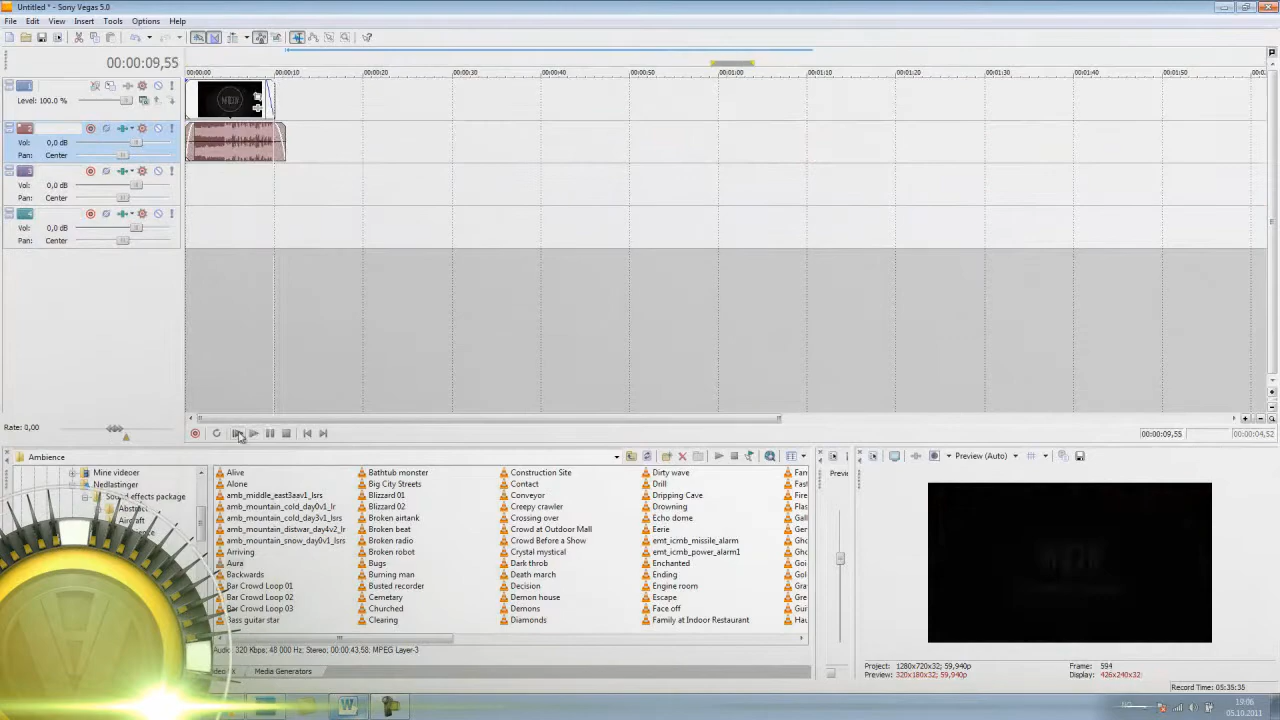 Untitled * - Sony Vegas 5.0
File Edit View Insert Tools Options Help
00:00:09,55
00:00:00 00:00:10 00:00:20 00:00:30 00:00:40 00:00:50 00:01:00 00:01:10 00:01:20 00:01:30 00:01:40 00:01:50
Level: 100.0 %
Vol: 0,0 dB
Pan: Center
Vol: 0,0 dB
Pan: Center
Vol: 0,0 dB
Pan: Center
Rate: 0,00
00:00:09,55 00:00:04,52
Ambience
Preview (Auto)
Mine videoer
Nedlastinger
Sound effects package
Abstract
Aircraft
Alive
Alone
amb_middle_east3aav1_lsrs
amb_mountain_cold_day0v1_lr
amb_mountain_cold_day3v1_lsrs
amb_mountain_distwar_day4v2_lr
amb_mountain_snow_day0v1_lsrs
Arriving
Aura
Backwards
Bar Crowd Loop 01
Bar Crowd Loop 02
Bar Crowd Loop 03
Bass guitar star
Bathtub monster
Big City Streets
Blizzard 01
Blizzard 02
Broken airtank
Broken beat
Broken radio
Broken robot
Bugs
Burning man
Busted recorder
Cemetary
Churched
Clearing
Construction Site
Contact
Conveyor
Creepy crawler
Crossing over
Crowd at Outdoor Mall
Crowd Before a Show
Crystal mystical
Dark throb
Death march
Decision
Demon house
Demons
Diamonds
Dirty wave
Drill
Dripping Cave
Drowning
Echo dome
Eerie
emt_icmb_missile_alarm
emt_icmb_power_alarm1
Enchanted
Ending
Engine room
Escape
Face off
Family at Indoor Restaurant
Audio: 320 Kbps; 48 000 Hz; Stereo; 00:00:43,58; MPEG Layer-3
Media Generators
Project: 1280x720x32; 59,940p
Preview: 320x180x32; 59,940p
Frame: 594
Display: 426x240x32
Record Time: 05:35:35
19:06
05.10.2011